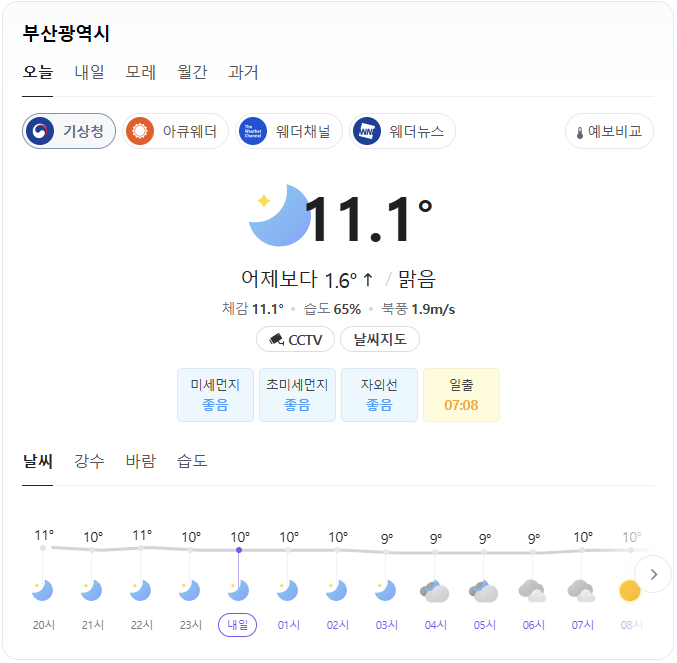 부산광역시
오늘 내일 모레 월간 과거
기상청 아큐웨더 The Weather Channel 웨더채널 WN 웨더뉴스 예보비교
11.1°
어제보다 1.6° ↑ / 맑음
체감 11.1° • 습도 65% • 북풍 1.9m/s
CCTV 날씨지도
미세먼지 초미세먼지 자외선 일출
좋음 좋음 좋음 07:08
날씨 강수 바람 습도
11° 10° 11° 10° 10° 10° 10° 9° 9° 9° 9° 10° 10°
20시 21시 22시 23시 내일 01시 02시 03시 04시 05시 06시 07시 08시